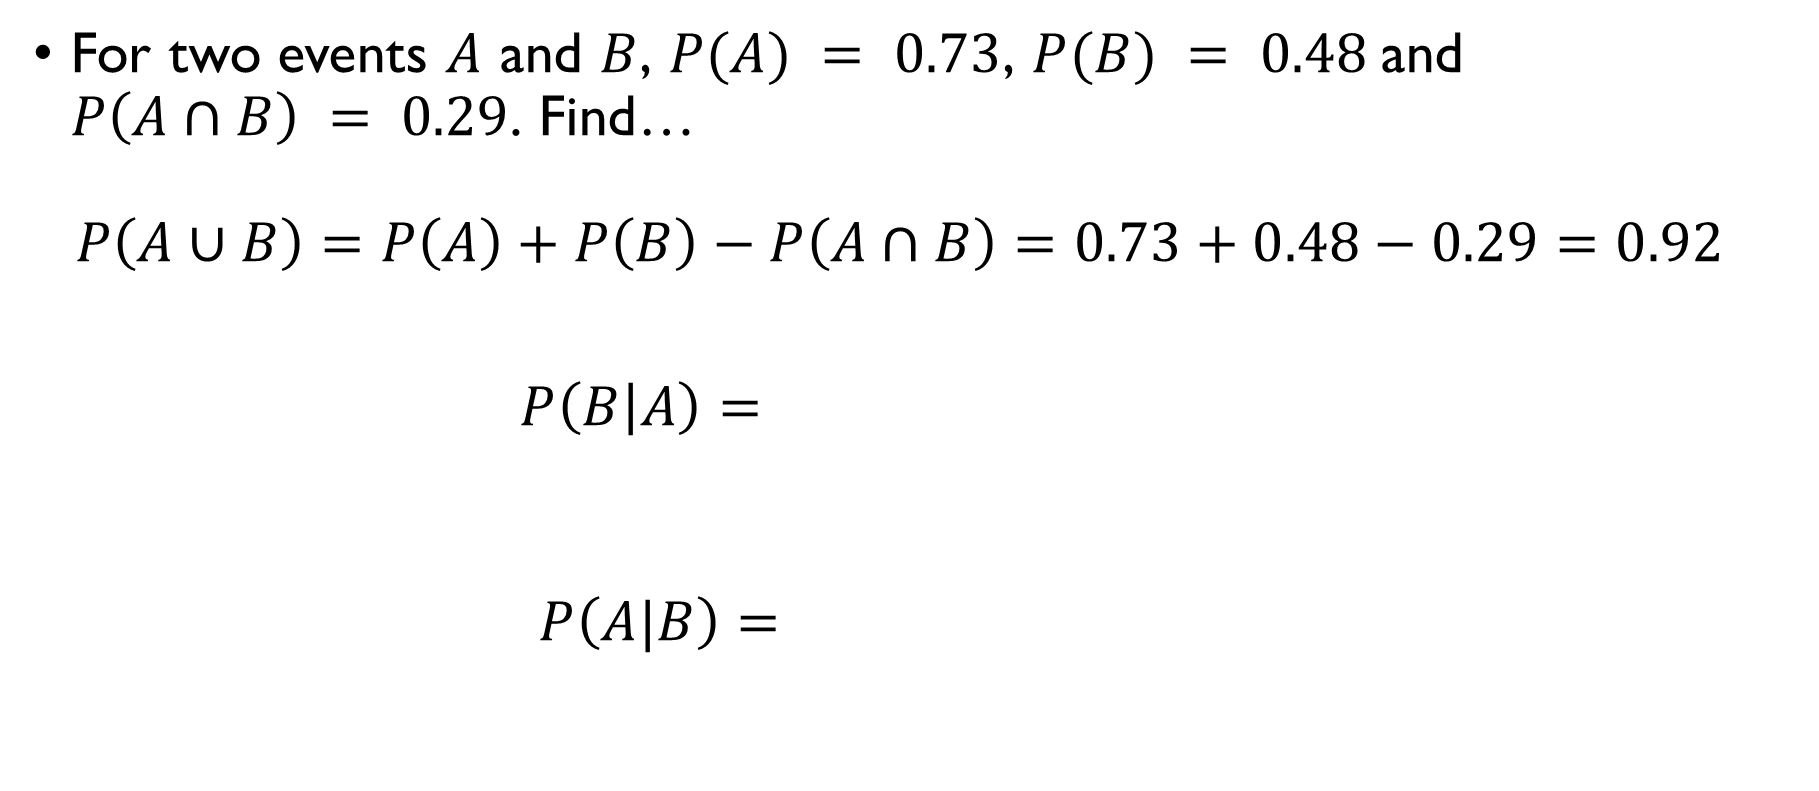 • For two events A and B, P(A) = 0.73, P(B) = 0.48 and
P(A ∩ B) = 0.29. Find…
P(A ∪ B) = P(A) + P(B) − P(A ∩ B) = 0.73 + 0.48 − 0.29 = 0.92
P(B|A) =
P(A|B) =